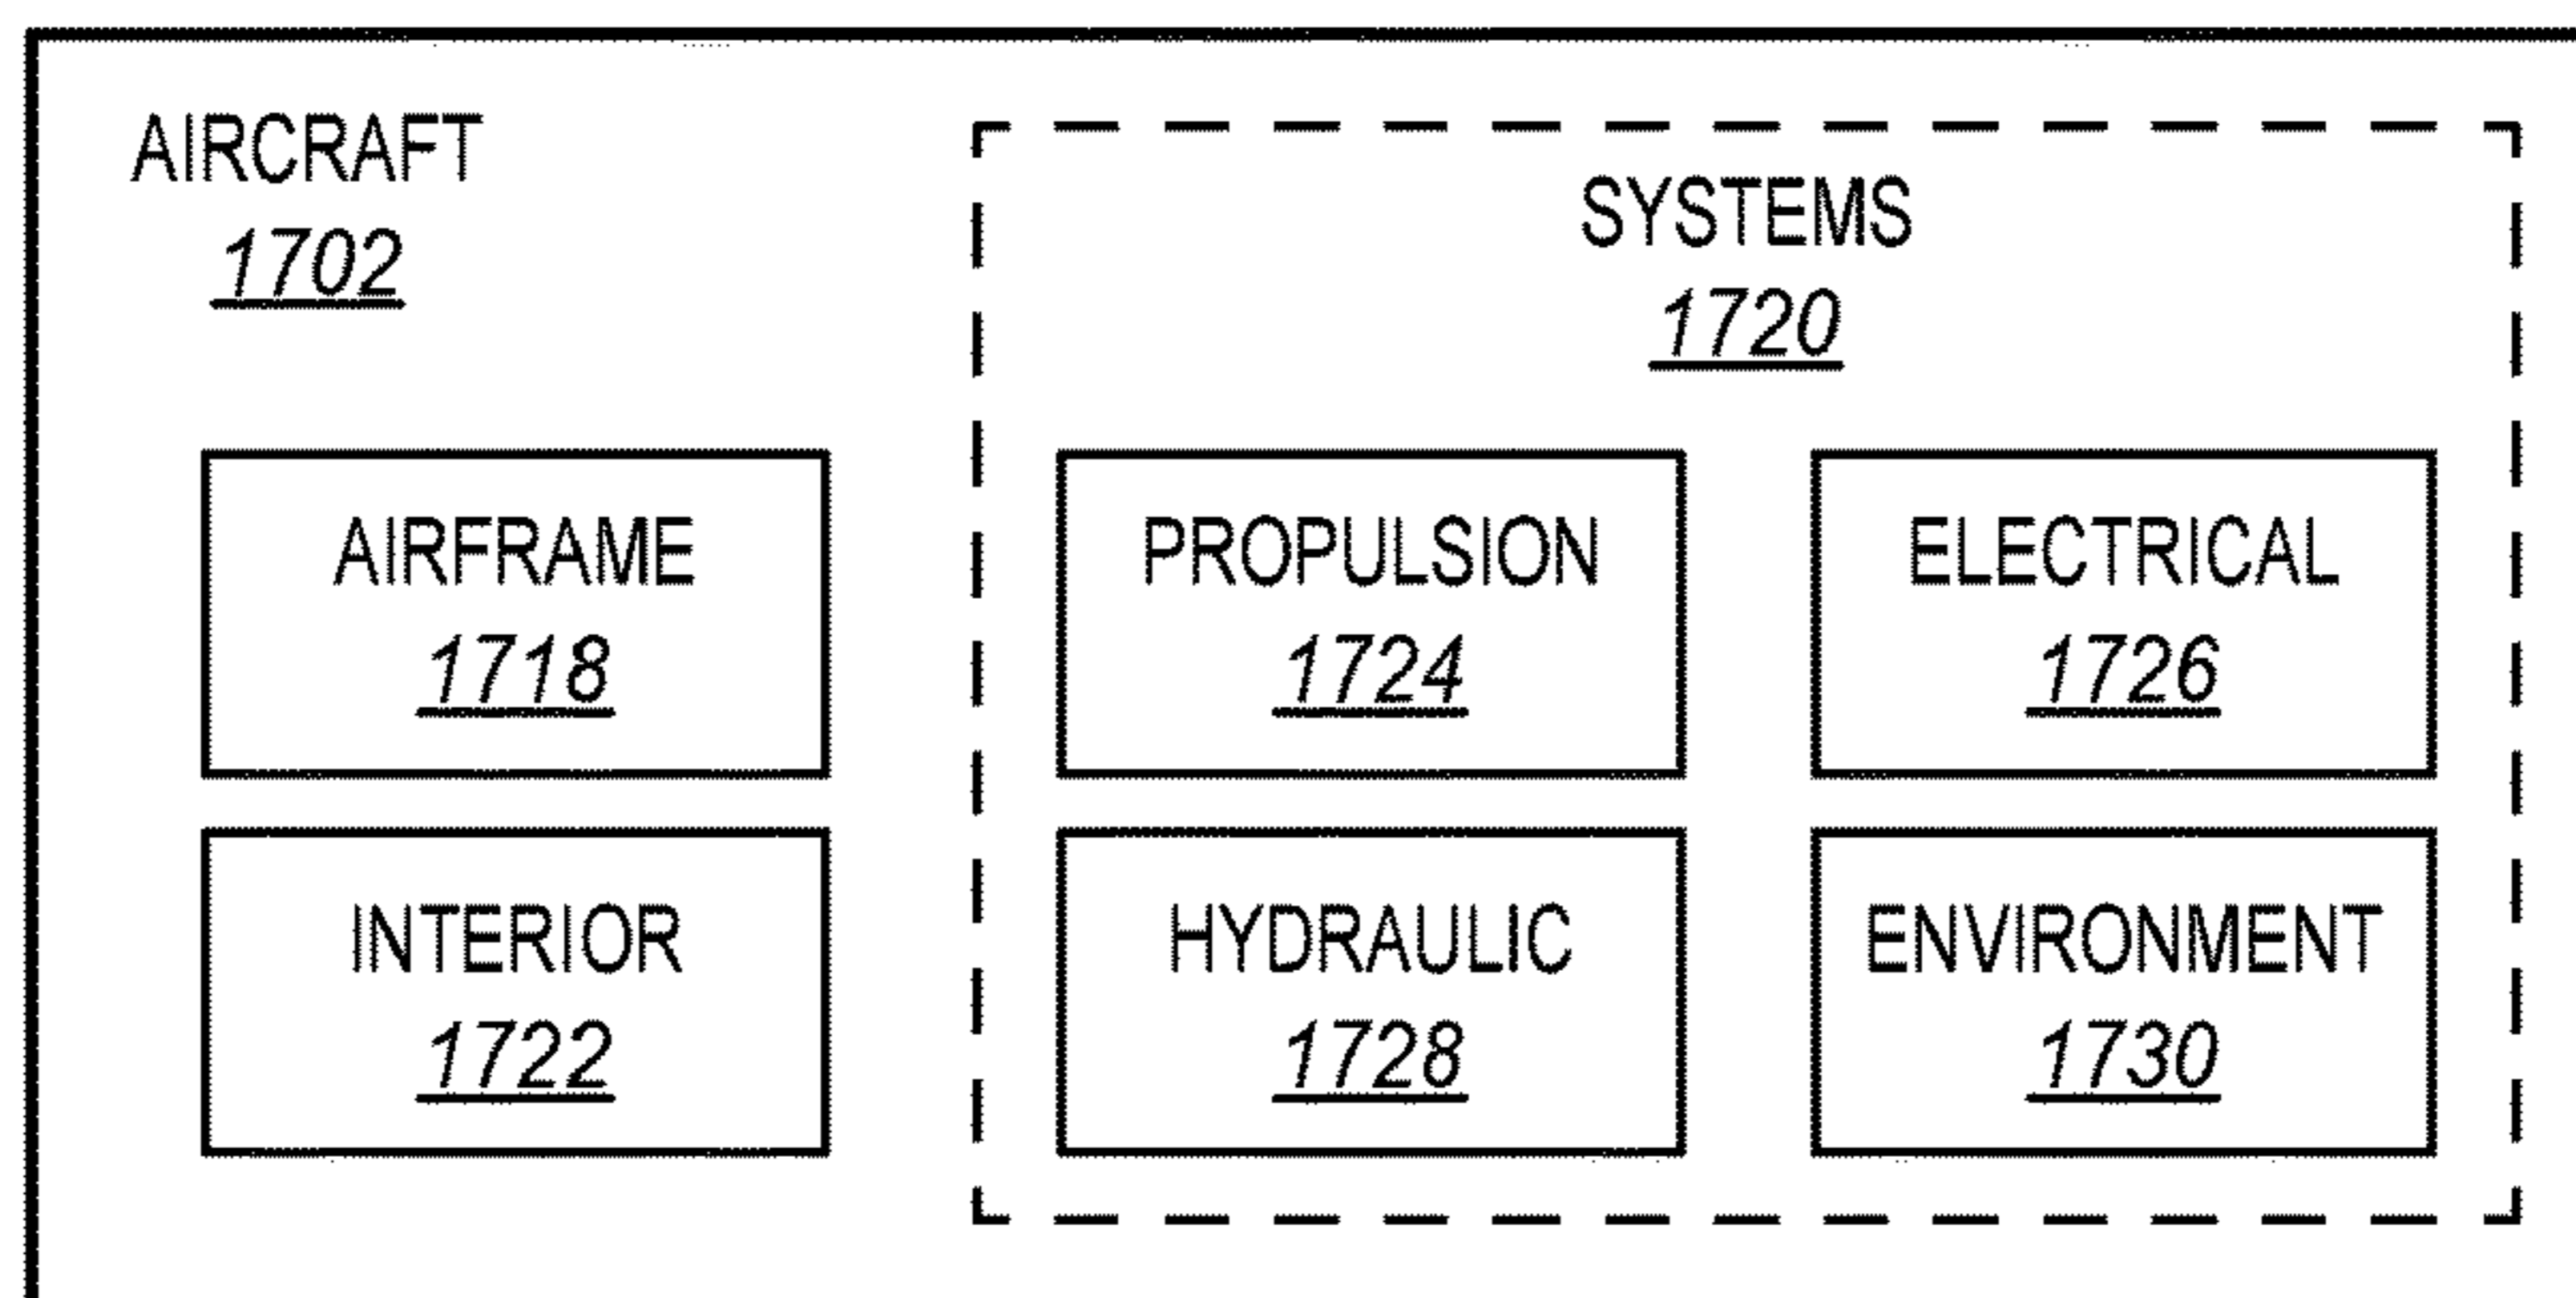 AIRCRAFT
1702
SYSTEMS
1720
AIRFRAME
1718
PROPULSION
1724
ELECTRICAL
1726
INTERIOR
1722
HYDRAULIC
1728
ENVIRONMENT
1730